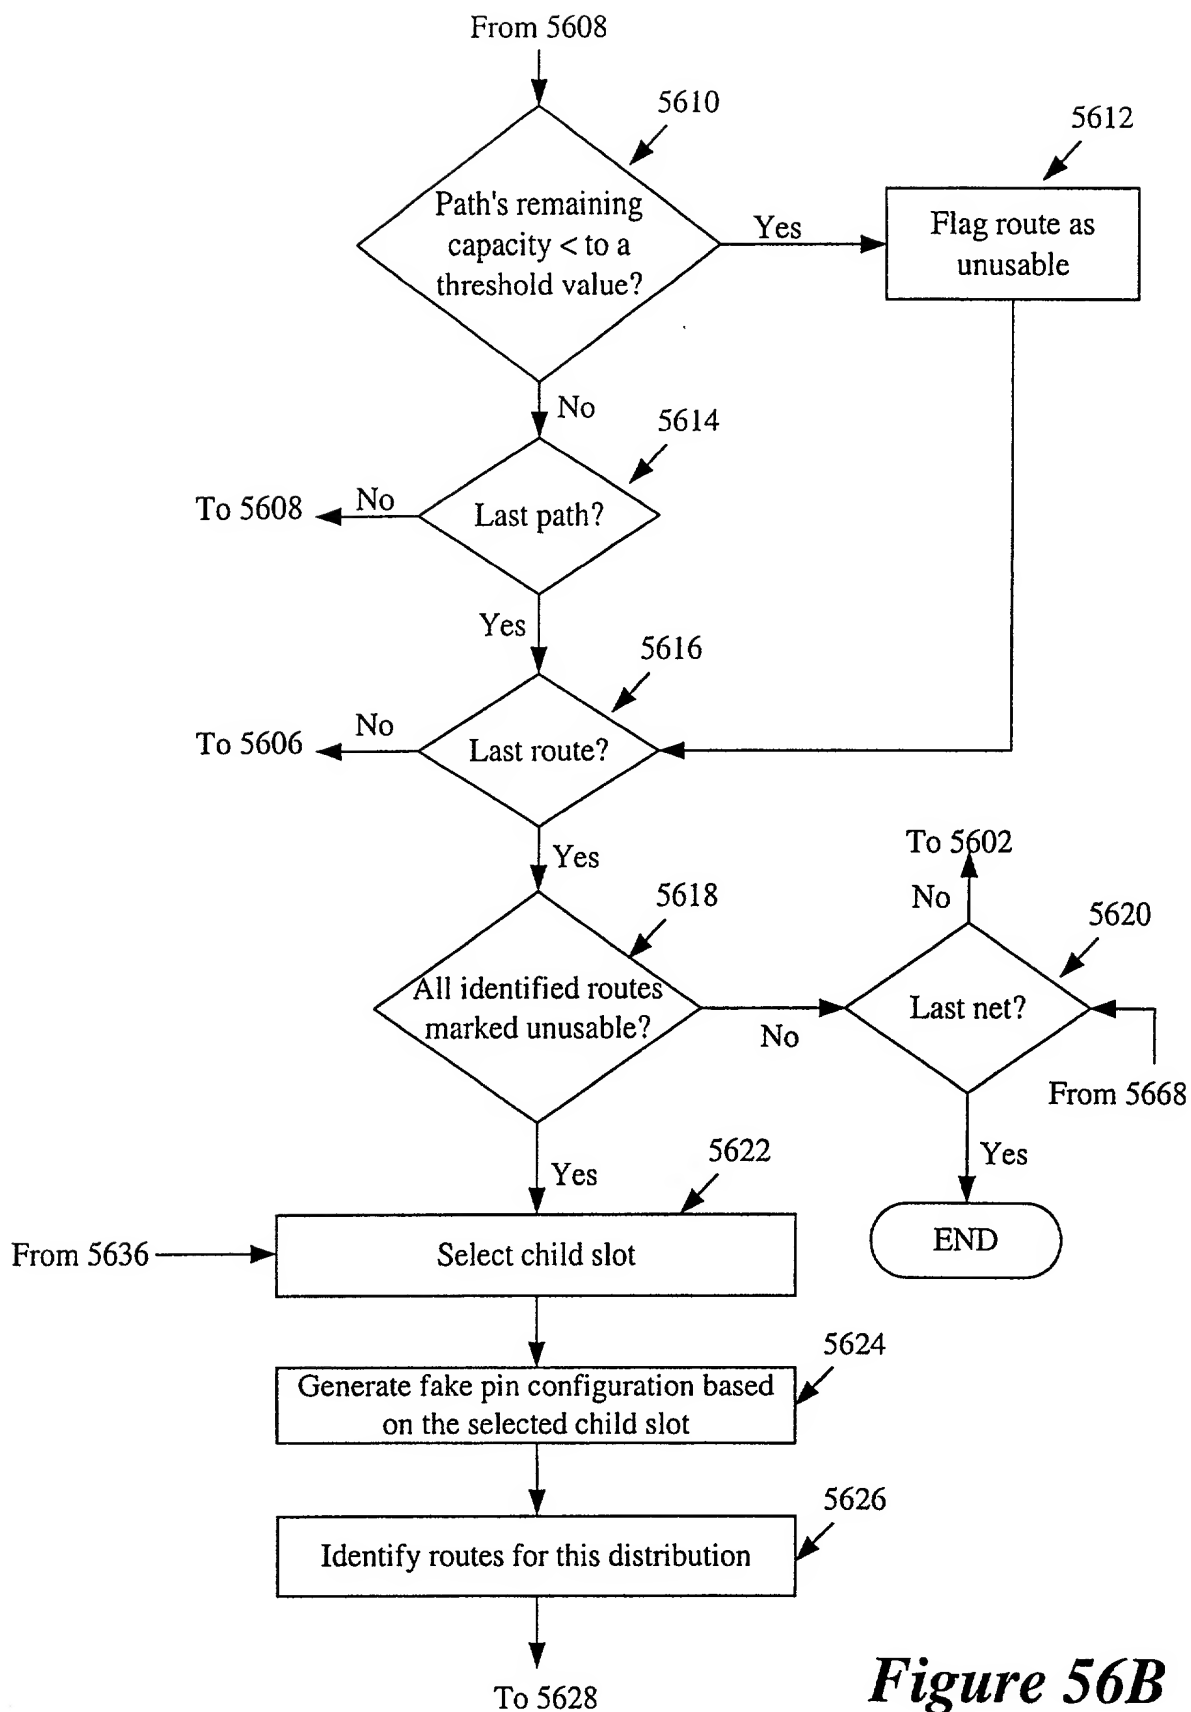 From 5608
5610
5612
Path's remaining
capacity < to a
threshold value?
Yes
Flag route as
unusable
No
5614
To 5608
No
Last path?
Yes
5616
To 5606
No
Last route?
Yes
To 5602
No
5618
5620
All identified routes
marked unusable?
No
Last net?
From 5668
Yes
Yes
5622
From 5636
Select child slot
END
5624
Generate fake pin configuration based
on the selected child slot
5626
Identify routes for this distribution
To 5628
Figure 56B